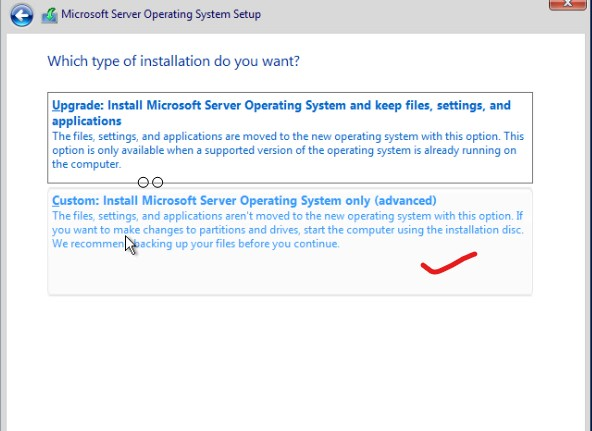 Microsoft Server Operating System Setup
Which type of installation do you want?
Upgrade: Install Microsoft Server Operating System and keep files, settings, and
applications
The files, settings, and applications are moved to the new operating system with this option. This
option is only available when a supported version of the operating system is already running on
the computer.
Custom: Install Microsoft Server Operating System only (advanced)
The files, settings, and applications aren't moved to the new operating system with this option. If
you want to make changes to partitions and drives, start the computer using the installation disc.
We recommend backing up your files before you continue.